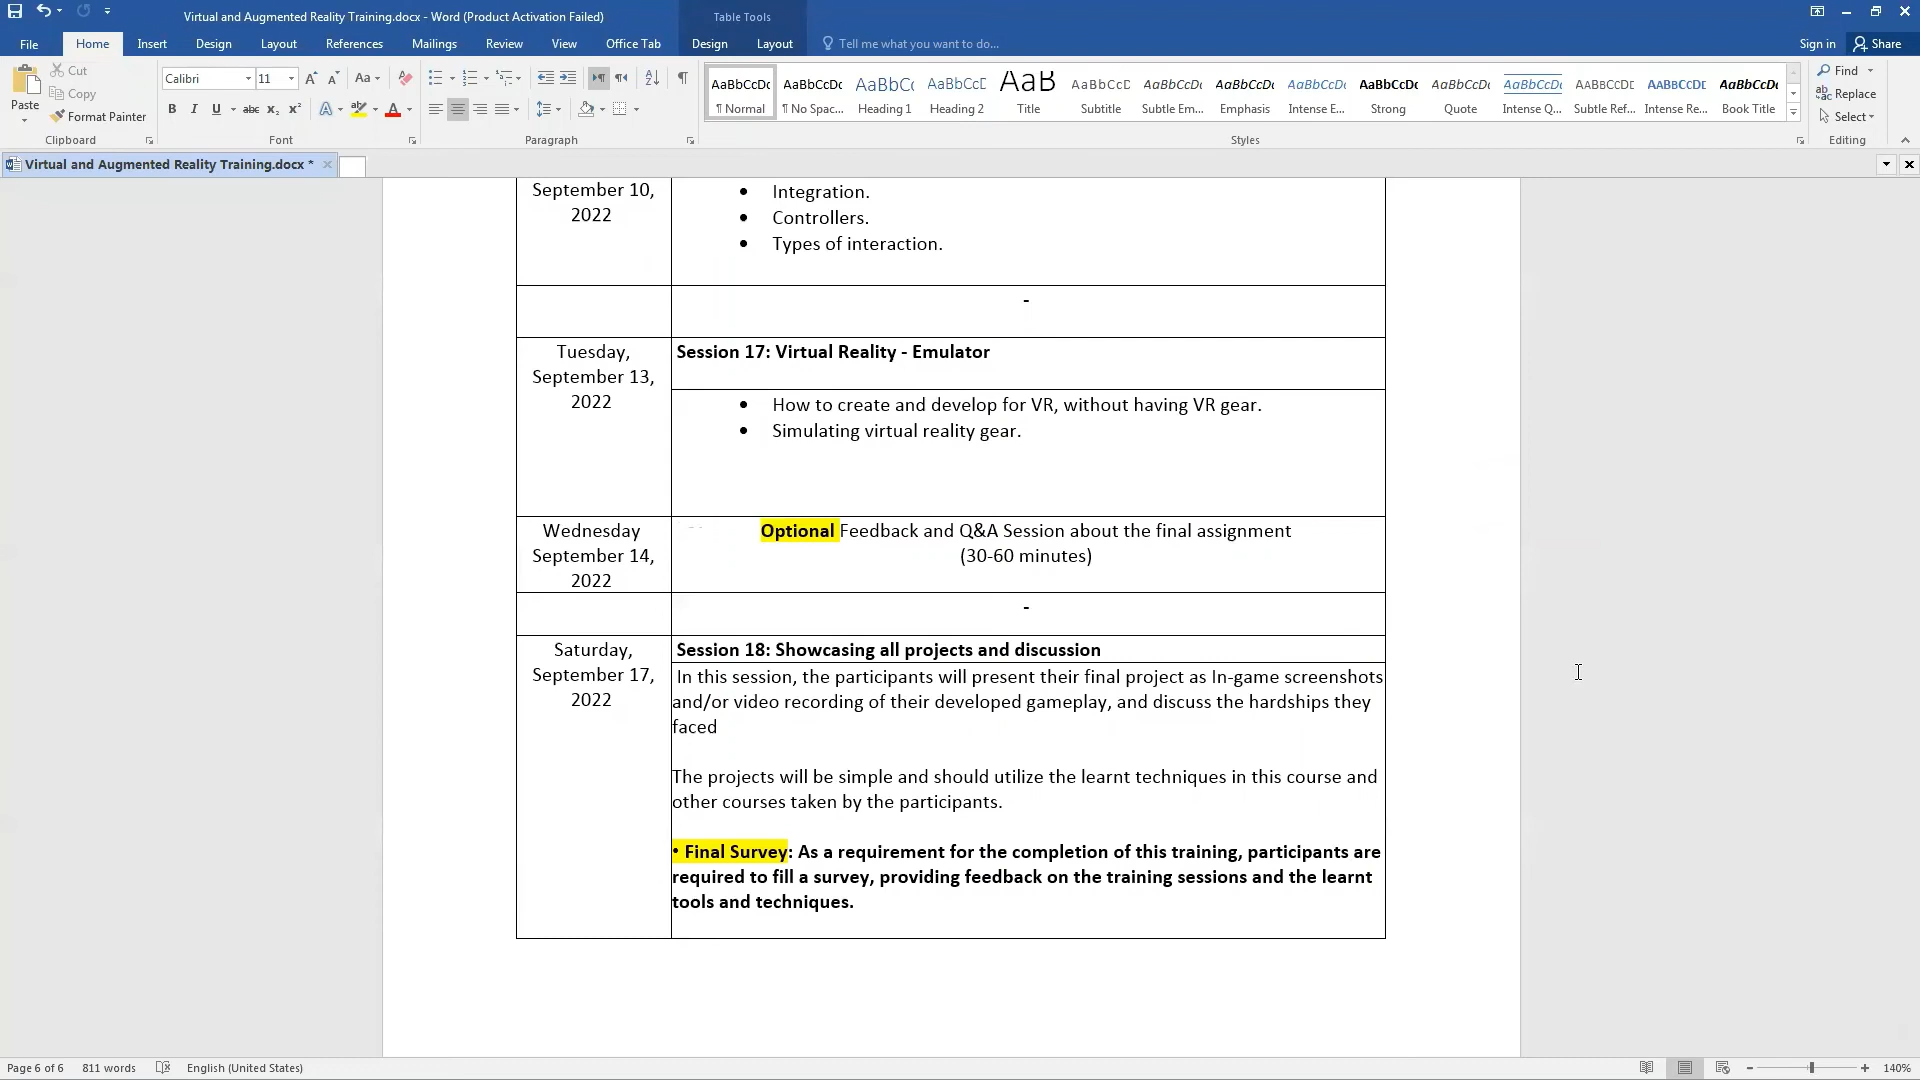 Virtual and Augmented Reality Training.docx - Word (Product Activation Failed)
Table Tools
File Home Insert Design Layout References Mailings Review View Office Tab Design Layout Tell me what you want to do...
Sign in Share
Paste
Cut
Copy
Format Painter
Clipboard
Calibri 11
Font
Paragraph
AaBbCcDc AaBbCcDc AaBbC( AaBbCcD AaB AaBbCcD AaBbCcDc AaBbCcDc AaBbCcDc AaBbCcDc AaBbCcDc AaBbCcDc AABBCCDD AABBCCDD AaBbCcDc
¶ Normal ¶ No Spac... Heading 1 Heading 2 Title Subtitle Subtle Em... Emphasis Intense E... Strong Quote Intense Q... Subtle Ref... Intense Re... Book Title
Styles
Find
Replace
Select
Editing
Virtual and Augmented Reality Training.docx *
September 10,
2022
• Integration.
• Controllers.
• Types of interaction.
-
Tuesday,
September 13,
2022
Session 17: Virtual Reality - Emulator
• How to create and develop for VR, without having VR gear.
• Simulating virtual reality gear.
Wednesday
September 14,
2022
Optional Feedback and Q&A Session about the final assignment
(30-60 minutes)
-
Saturday,
September 17,
2022
Session 18: Showcasing all projects and discussion
In this session, the participants will present their final project as In-game screenshots
and/or video recording of their developed gameplay, and discuss the hardships they
faced
The projects will be simple and should utilize the learnt techniques in this course and
other courses taken by the participants.
• Final Survey: As a requirement for the completion of this training, participants are
required to fill a survey, providing feedback on the training sessions and the learnt
tools and techniques.
Page 6 of 6 811 words English (United States) 140%